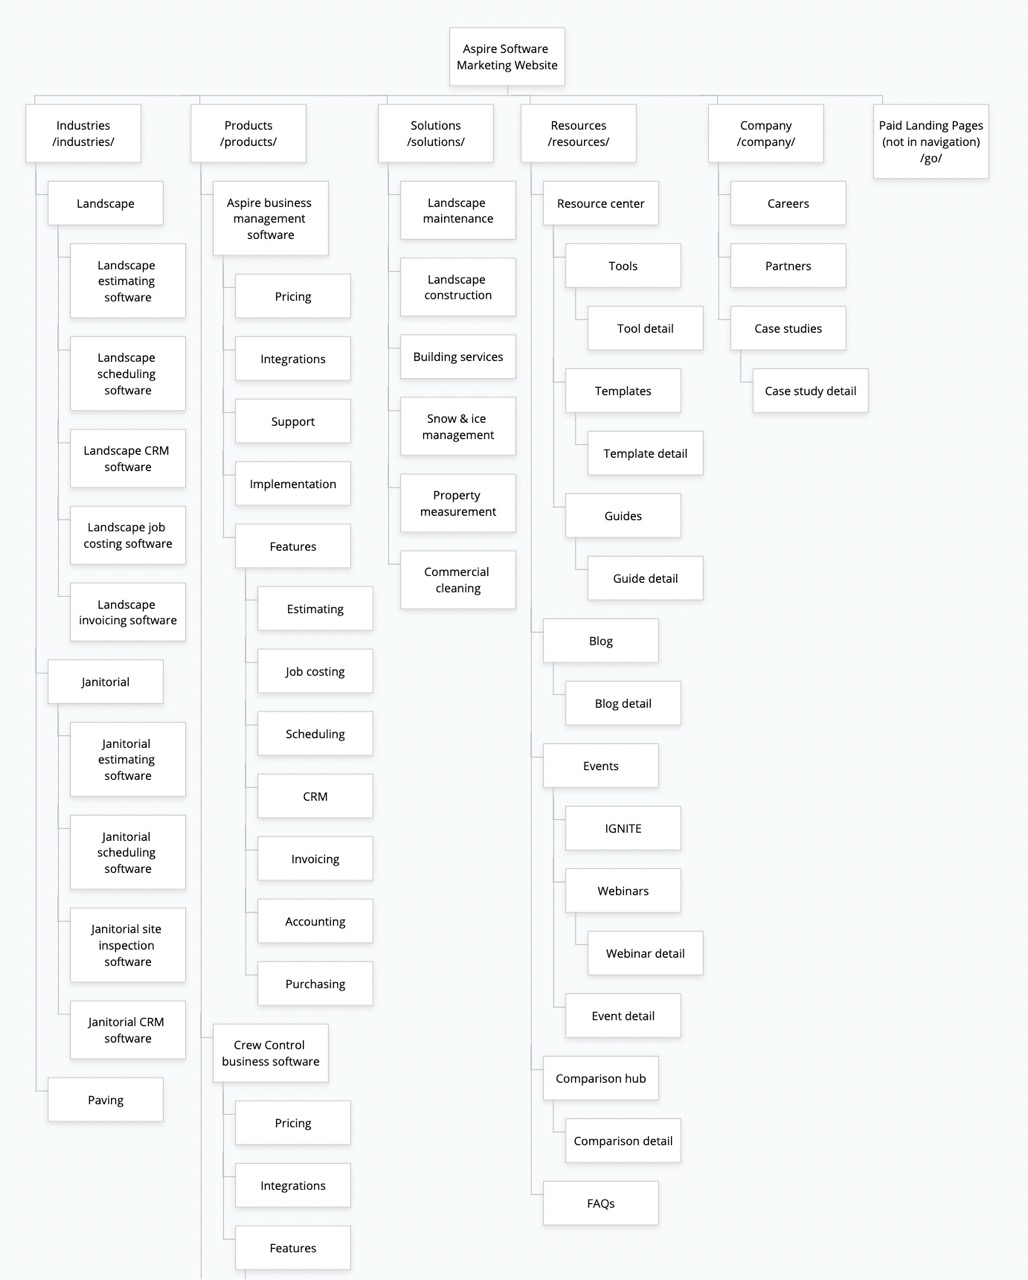 Aspire Software
Marketing Website
Industries
/industries/
Landscape
Landscape
estimating
software
Landscape
scheduling
software
Landscape CRM
software
Landscape job
costing software
Landscape
invoicing software
Janitorial
Janitorial
estimating
software
Janitorial
scheduling
software
Janitorial site
inspection
software
Janitorial CRM
software
Paving
Products
/products/
Aspire business
management
software
Pricing
Integrations
Support
Implementation
Features
Estimating
Job costing
Scheduling
CRM
Invoicing
Accounting
Purchasing
Crew Control
business software
Pricing
Integrations
Features
Solutions
/solutions/
Landscape
maintenance
Landscape
construction
Building services
Snow & ice
management
Property
measurement
Commercial
cleaning
Resources
/resources/
Resource center
Tools
Tool detail
Templates
Template detail
Guides
Guide detail
Blog
Blog detail
Events
IGNITE
Webinars
Webinar detail
Event detail
Comparison hub
Comparison detail
FAQs
Company
/company/
Careers
Partners
Case studies
Case study detail
Paid Landing Pages
(not in navigation)
/go/